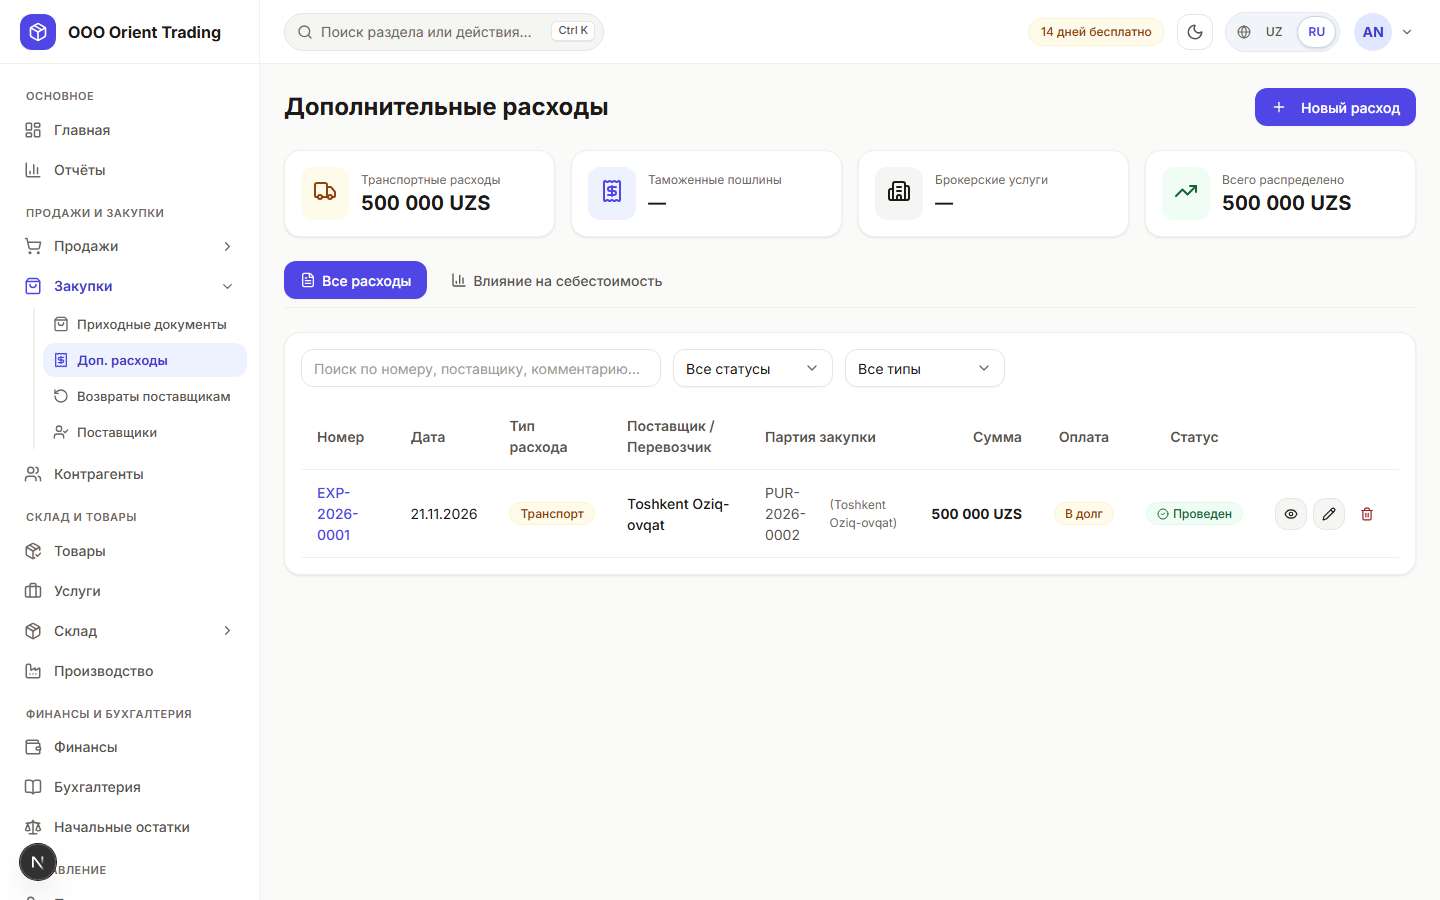 OOO Orient Trading
Поиск раздела или действия...
Ctrl K
14 дней бесплатно
UZ
RU
AN
ОСНОВНОЕ
Главная
Отчёты
ПРОДАЖИ И ЗАКУПКИ
Продажи
Закупки
Приходные документы
Доп. расходы
Возвраты поставщикам
Поставщики
Контрагенты
СКЛАД И ТОВАРЫ
Товары
Услуги
Склад
Производство
ФИНАНСЫ И БУХГАЛТЕРИЯ
Финансы
Бухгалтерия
Начальные остатки
N
АВЛЕНИЕ
Дополнительные расходы
Новый расход
Транспортные расходы
500 000 UZS
Таможенные пошлины
—
Брокерские услуги
—
Всего распределено
500 000 UZS
Все расходы
Влияние на себестоимость
Поиск по номеру, поставщику, комментарию...
Все статусы
Все типы
Номер
Дата
Тип
расхода
Поставщик /
Перевозчик
Партия закупки
Сумма
Оплата
Статус
EXP-
2026-
0001
21.11.2026
Транспорт
Toshkent Oziq-
ovqat
PUR-
2026-
0002
(Toshkent
Oziq-ovqat)
500 000 UZS
В долг
Проведен